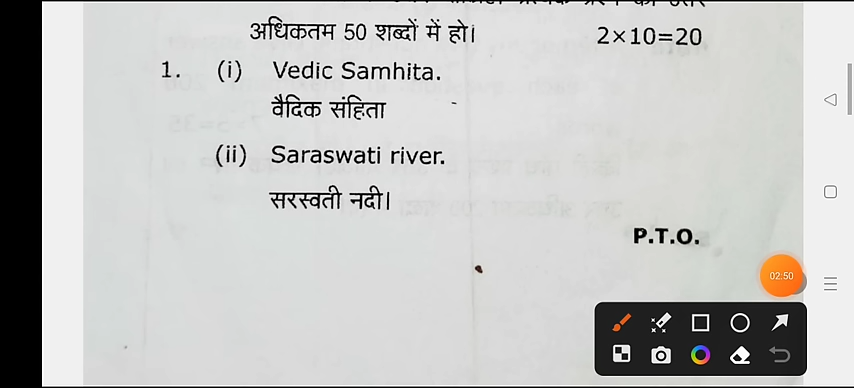 अधिकतम 50 शब्दों में हो। 2×10=20
1. (i) Vedic Samhita.
वैदिक संहिता
(ii) Saraswati river.
सरस्वती नदी।
P.T.O.
02:50